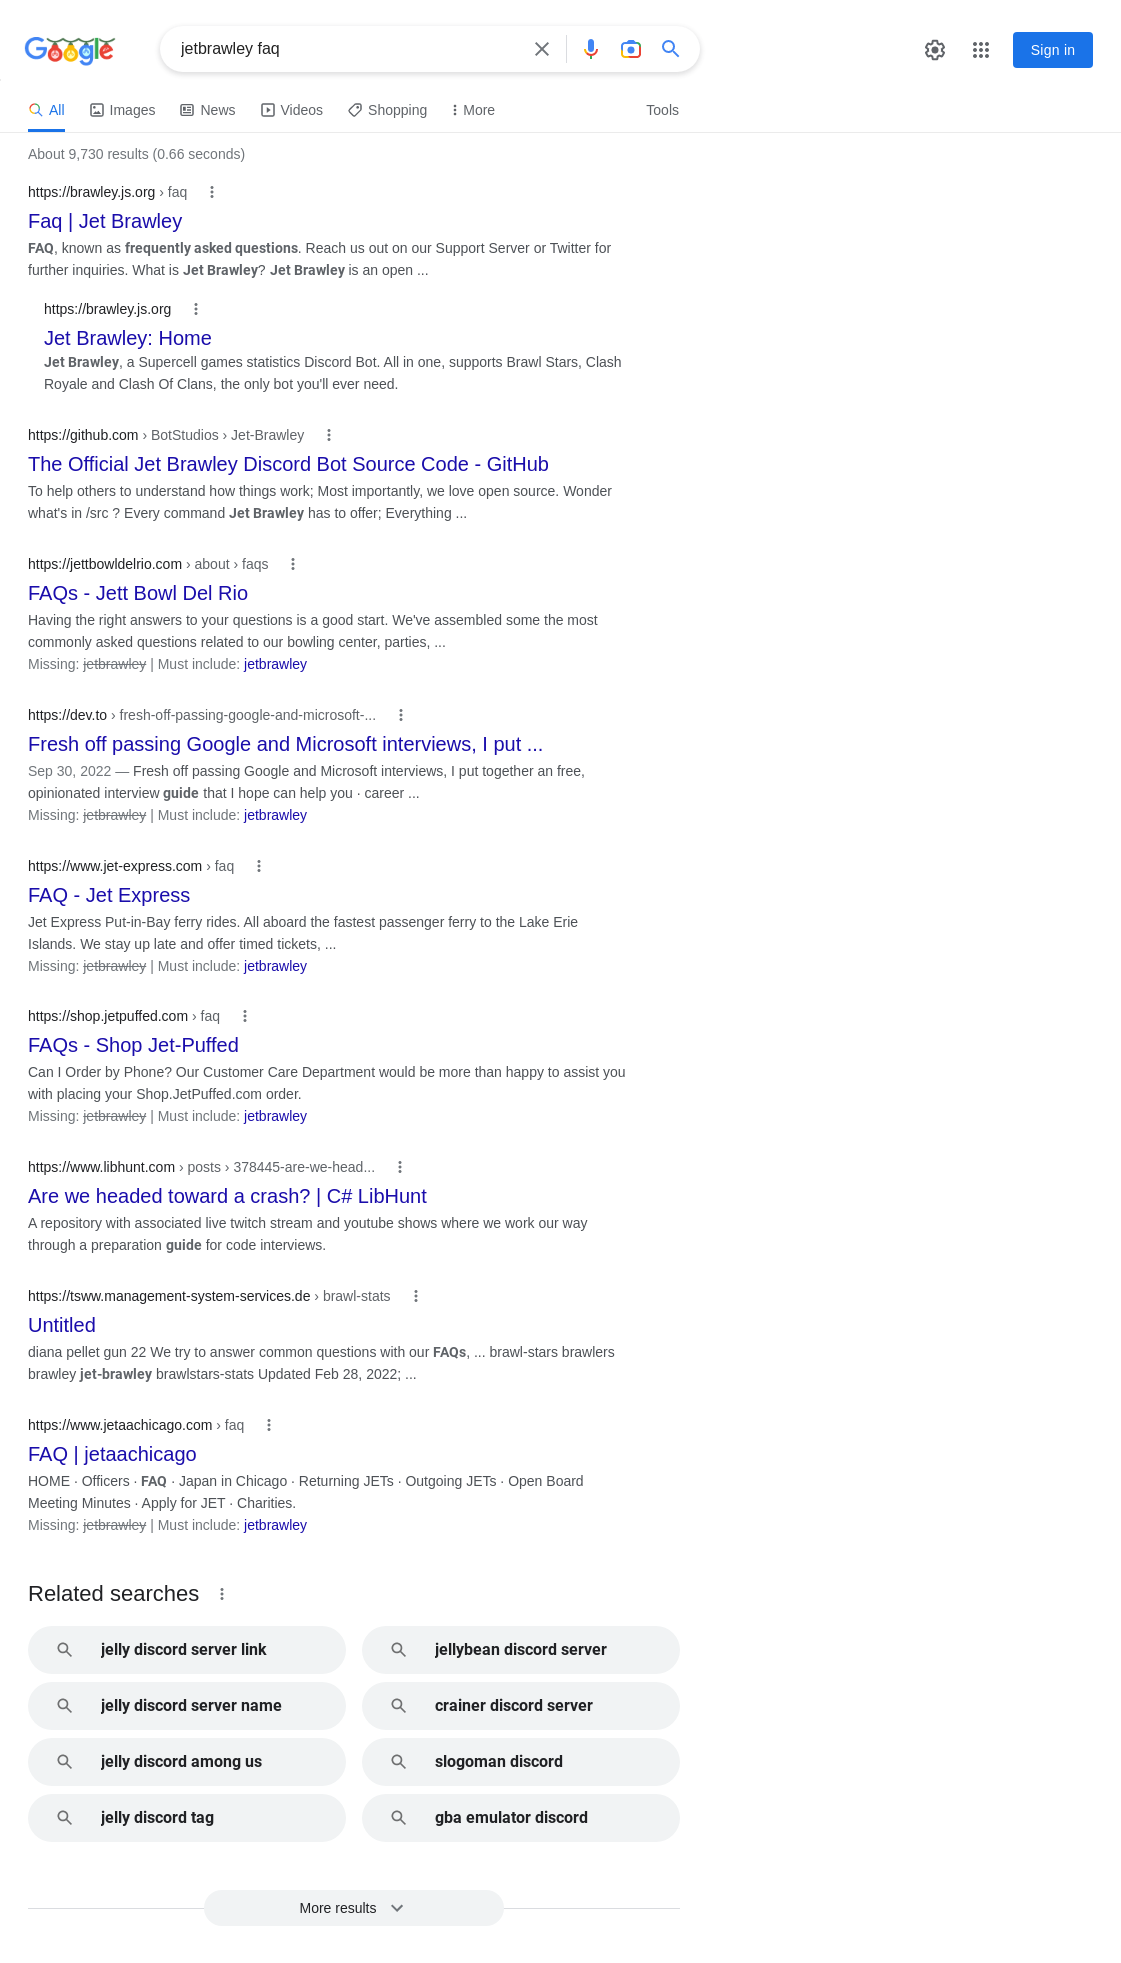 Google
jetbrawley faq
Sign in
All
Images
News
Videos
Shopping
More
Tools
About 9,730 results (0.66 seconds)
https://brawley.js.org › faq
Faq | Jet Brawley
FAQ, known as frequently asked questions. Reach us out on our Support Server or Twitter for
further inquiries. What is Jet Brawley? Jet Brawley is an open ...
https://brawley.js.org
Jet Brawley: Home
Jet Brawley, a Supercell games statistics Discord Bot. All in one, supports Brawl Stars, Clash
Royale and Clash Of Clans, the only bot you'll ever need.
https://github.com › BotStudios › Jet-Brawley
The Official Jet Brawley Discord Bot Source Code - GitHub
To help others to understand how things work; Most importantly, we love open source. Wonder
what's in /src ? Every command Jet Brawley has to offer; Everything ...
https://jettbowldelrio.com › about › faqs
FAQs - Jett Bowl Del Rio
Having the right answers to your questions is a good start. We've assembled some the most
commonly asked questions related to our bowling center, parties, ...
Missing: jetbrawley | Must include: jetbrawley
https://dev.to › fresh-off-passing-google-and-microsoft-...
Fresh off passing Google and Microsoft interviews, I put ...
Sep 30, 2022 — Fresh off passing Google and Microsoft interviews, I put together an free,
opinionated interview guide that I hope can help you · career ...
Missing: jetbrawley | Must include: jetbrawley
https://www.jet-express.com › faq
FAQ - Jet Express
Jet Express Put-in-Bay ferry rides. All aboard the fastest passenger ferry to the Lake Erie
Islands. We stay up late and offer timed tickets, ...
Missing: jetbrawley | Must include: jetbrawley
https://shop.jetpuffed.com › faq
FAQs - Shop Jet-Puffed
Can I Order by Phone? Our Customer Care Department would be more than happy to assist you
with placing your Shop.JetPuffed.com order.
Missing: jetbrawley | Must include: jetbrawley
https://www.libhunt.com › posts › 378445-are-we-head...
Are we headed toward a crash? | C# LibHunt
A repository with associated live twitch stream and youtube shows where we work our way
through a preparation guide for code interviews.
https://tsww.management-system-services.de › brawl-stats
Untitled
diana pellet gun 22 We try to answer common questions with our FAQs, ... brawl-stars brawlers
brawley jet-brawley brawlstars-stats Updated Feb 28, 2022; ...
https://www.jetaachicago.com › faq
FAQ | jetaachicago
HOME · Officers · FAQ · Japan in Chicago · Returning JETs · Outgoing JETs · Open Board
Meeting Minutes · Apply for JET · Charities.
Missing: jetbrawley | Must include: jetbrawley
Related searches
jelly discord server link
jellybean discord server
jelly discord server name
crainer discord server
jelly discord among us
slogoman discord
jelly discord tag
gba emulator discord
More results